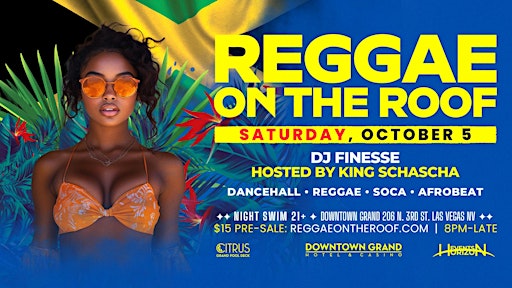 REGGAE
ON THE ROOF
SATURDAY, OCTOBER 5
DJ FINESSE
HOSTED BY KING SCHASCHA
DANCEHALL • REGGAE • SOCA • AFROBEAT
NIGHT SWIM 21+ DOWNTOWN GRAND 206 N. 3RD ST. LAS VEGAS NV
$15 PRE-SALE: REGGAEONTHEROOF.COM | 8PM-LATE
CITRUS
GRAND POOL DECK
DOWNTOWN GRAND
HOTEL & CASINO
EVENTS
HORIZON